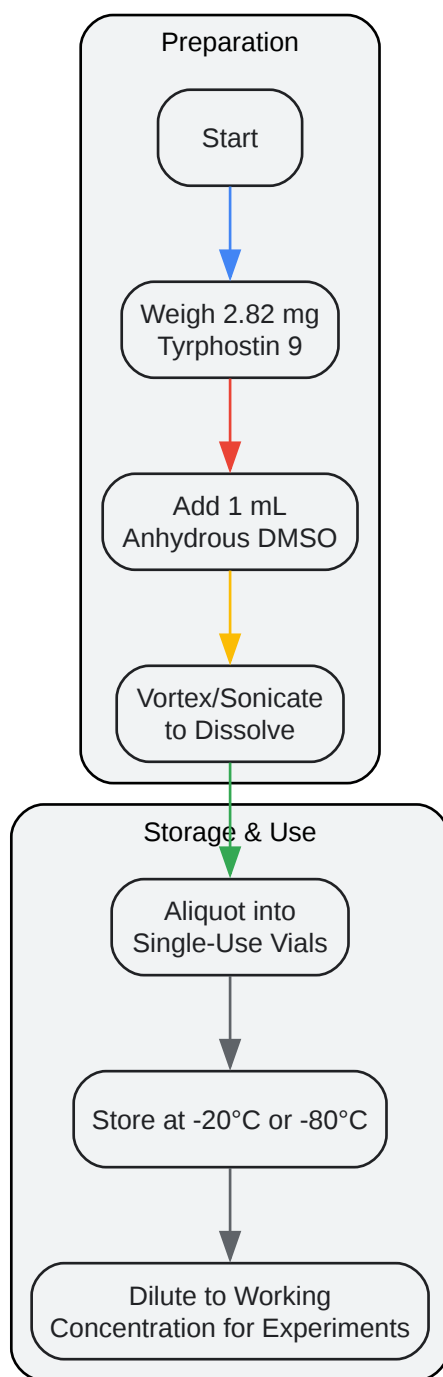 Preparation
Start
Weigh 2.82 mg
Tyrphostin 9
Add 1 mL
Anhydrous DMSO
Vortex/Sonicate
to Dissolve
Storage & Use
Aliquot into
Single-Use Vials
Store at -20°C or -80°C
Dilute to Working
Concentration for Experiments